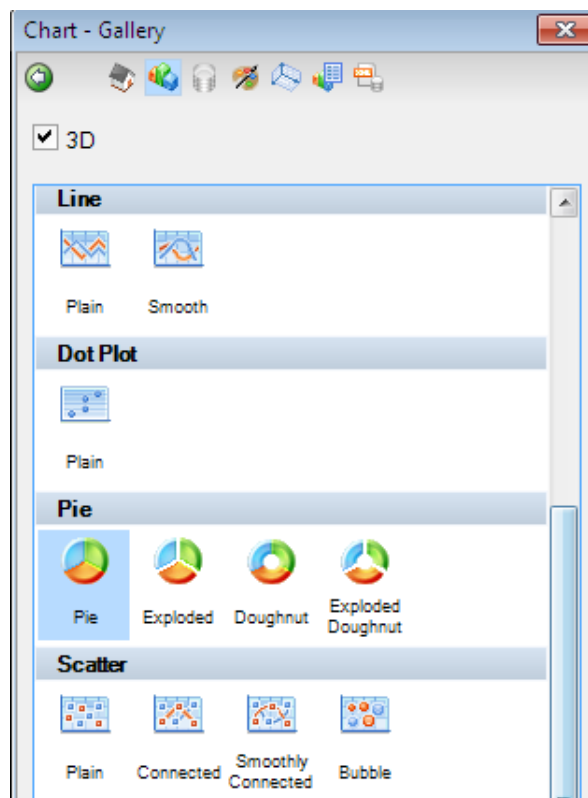 Chart - Gallery
3D
Line
Plain Smooth
Dot Plot
Plain
Pie
Pie Exploded Doughnut Exploded Doughnut
Scatter
Plain Connected Smoothly Connected Bubble